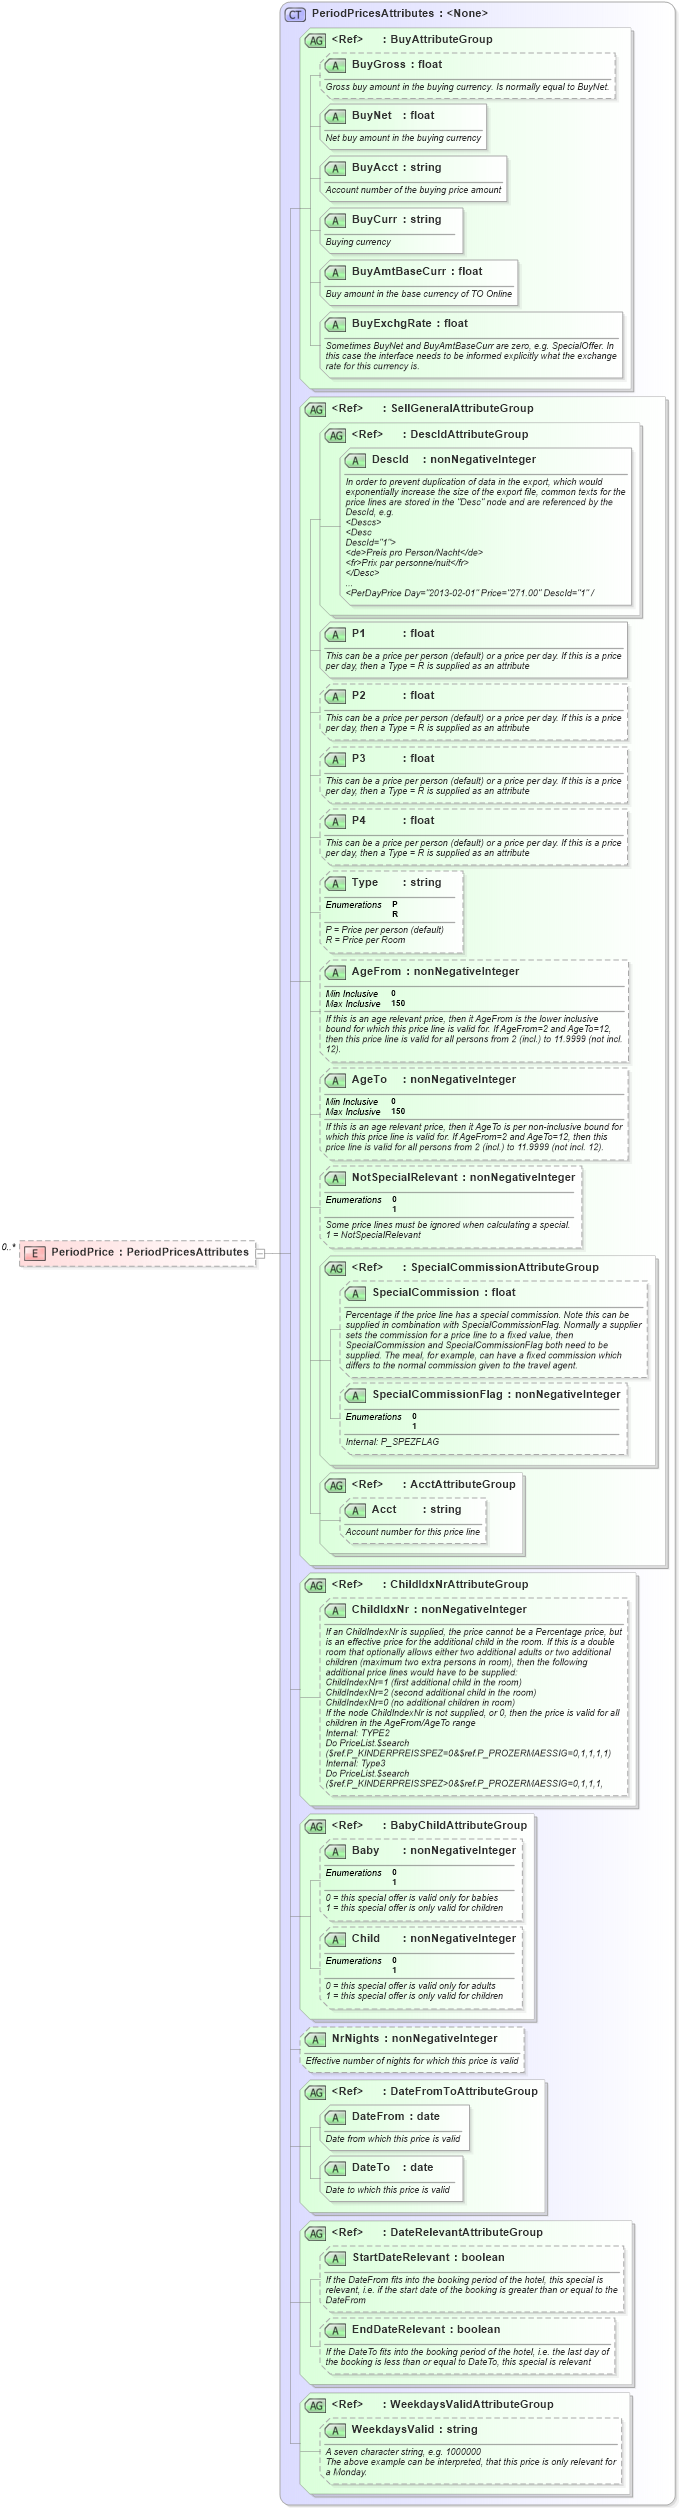 CT PeriodPricesAttributes : <None>
AG <Ref> : BuyAttributeGroup
A BuyGross : float
Gross buy amount in the buying currency. Is normally equal to BuyNet.
A BuyNet : float
Net buy amount in the buying currency
A BuyAcct : string
Account number of the buying price amount
A BuyCurr : string
Buying currency
A BuyAmtBaseCurr : float
Buy amount in the base currency of TO Online
A BuyExchgRate : float
Sometimes BuyNet and BuyAmtBaseCurr are zero, e.g. SpecialOffer. In
this case the interface needs to be informed explicitly what the exchange
rate for this currency is.
AG <Ref> : SellGeneralAttributeGroup
AG <Ref> : DescIdAttributeGroup
A DescId : nonNegativeInteger
In order to prevent duplication of data in the export, which would
exponentially increase the size of the export file, common texts for the
price lines are stored in the "Desc" node and are referenced by the
DescId, e.g.
<Descs>
<Desc
DescId="1">
<de>Preis pro Person/Nacht</de>
<fr>Prix par personne/nuit</fr>
</Desc>
...
<PerDayPrice Day="2013-02-01" Price="271.00" DescId="1" /
A P1 : float
This can be a price per person (default) or a price per day. If this is a price
per day, then a Type = R is supplied as an attribute
A P2 : float
This can be a price per person (default) or a price per day. If this is a price
per day, then a Type = R is supplied as an attribute
A P3 : float
This can be a price per person (default) or a price per day. If this is a price
per day, then a Type = R is supplied as an attribute
A P4 : float
This can be a price per person (default) or a price per day. If this is a price
per day, then a Type = R is supplied as an attribute
A Type : string
Enumerations P
R
P = Price per person (default)
R = Price per Room
A AgeFrom : nonNegativeInteger
Min Inclusive 0
Max Inclusive 150
If this is an age relevant price, then it AgeFrom is the lower inclusive
bound for which this price line is valid for. If AgeFrom=2 and AgeTo=12,
then this price line is valid for all persons from 2 (incl.) to 11.9999 (not incl.
12).
A AgeTo : nonNegativeInteger
Min Inclusive 0
Max Inclusive 150
If this is an age relevant price, then it AgeTo is per non-inclusive bound for
which this price line is valid for. If AgeFrom=2 and AgeTo=12, then this
price line is valid for all persons from 2 (incl.) to 11.9999 (not incl. 12).
A NotSpecialRelevant : nonNegativeInteger
Enumerations 0
1
Some price lines must be ignored when calculating a special.
1 = NotSpecialRelevant
0..* E PeriodPrice : PeriodPricesAttributes
AG <Ref> : SpecialCommissionAttributeGroup
A SpecialCommission : float
Percentage if the price line has a special commission. Note this can be
supplied in combination with SpecialCommissionFlag. Normally a supplier
sets the commission for a price line to a fixed value, then
SpecialCommission and SpecialCommissionFlag both need to be
supplied. The meal, for example, can have a fixed commission which
differs to the normal commission given to the travel agent.
A SpecialCommissionFlag : nonNegativeInteger
Enumerations 0
1
Internal: P_SPEZFLAG
AG <Ref> : AcctAttributeGroup
A Acct : string
Account number for this price line
AG <Ref> : ChildIdxNrAttributeGroup
A ChildIdxNr : nonNegativeInteger
If an ChildIndexNr is supplied, the price cannot be a Percentage price, but
is an effective price for the additional child in the room. If this is a double
room that optionally allows either two additional adults or two additional
children (maximum two extra persons in room), then the following
additional price lines would have to be supplied:
ChildIndexNr=1 (first additional child in the room)
ChildIndexNr=2 (second additional child in the room)
ChildIndexNr=0 (no additional children in room)
If the node ChildIndexNr is not supplied, or 0, then the price is valid for all
children in the AgeFrom/AgeTo range
Internal: TYPE2
Do PriceList.$search
($ref.P_KINDERPREISSPEZ=0&$ref.P_PROZERMAESSIG=0,1,1,1,1)
Internal: Type3
Do PriceList.$search
($ref.P_KINDERPREISSPEZ>0&$ref.P_PROZERMAESSIG=0,1,1,1,
AG <Ref> : BabyChildAttributeGroup
A Baby : nonNegativeInteger
Enumerations 0
1
0 = this special offer is valid only for babies
1 = this special offer is only valid for children
A Child : nonNegativeInteger
Enumerations 0
1
0 = this special offer is valid only for adults
1 = this special offer is only valid for children
A NrNights : nonNegativeInteger
Effective number of nights for which this price is valid
AG <Ref> : DateFromToAttributeGroup
A DateFrom : date
Date from which this price is valid
A DateTo : date
Date to which this price is valid
AG <Ref> : DateRelevantAttributeGroup
A StartDateRelevant : boolean
If the DateFrom fits into the booking period of the hotel, this special is
relevant, i.e. if the start date of the booking is greater than or equal to the
DateFrom
A EndDateRelevant : boolean
If the DateTo fits into the booking period of the hotel, i.e. the last day of
the booking is less than or equal to DateTo, this special is relevant
AG <Ref> : WeekdaysValidAttributeGroup
A WeekdaysValid : string
A seven character string, e.g. 1000000
The above example can be interpreted, that this price is only relevant for
a Monday.